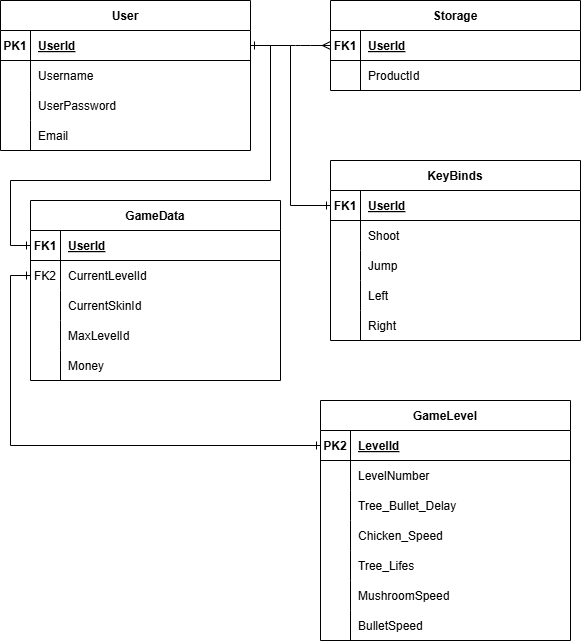 User
PK1 UserId
Username
UserPassword
Email
Storage
FK1 UserId
ProductId
KeyBinds
FK1 UserId
Shoot
Jump
Left
Right
GameData
FK1 UserId
FK2 CurrentLevelId
CurrentSkinId
MaxLevelId
Money
GameLevel
PK2 LevelId
LevelNumber
Tree_Bullet_Delay
Chicken_Speed
Tree_Lifes
MushroomSpeed
BulletSpeed